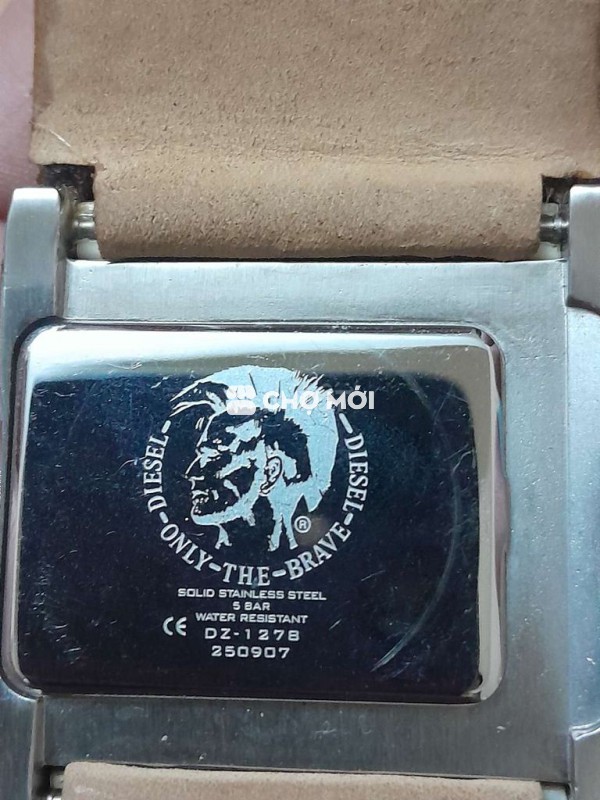 CHỢ MỚI
DIESEL-ONLY-THE-BRAVE-DIESEL
®
SOLID STAINLESS STEEL
5 BAR
WATER RESISTANT
CE DZ-1278
250907